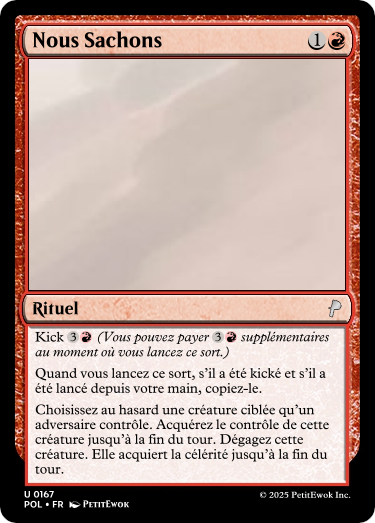 Nous Sachons
1
Rituel
Kick 3 (Vous pouvez payer 3 supplémentaires
au moment où vous lancez ce sort.)
Quand vous lancez ce sort, s'il a été kické et s'il a
été lancé depuis votre main, copiez-le.
Choisissez au hasard une créature ciblée qu'un
adversaire contrôle. Acquérez le contrôle de cette
créature jusqu'à la fin du tour. Dégagez cette
créature. Elle acquiert la célérité jusqu'à la fin du
tour.
U 0167
POL • FR PetitEwok
© 2025 PetitEwok Inc.